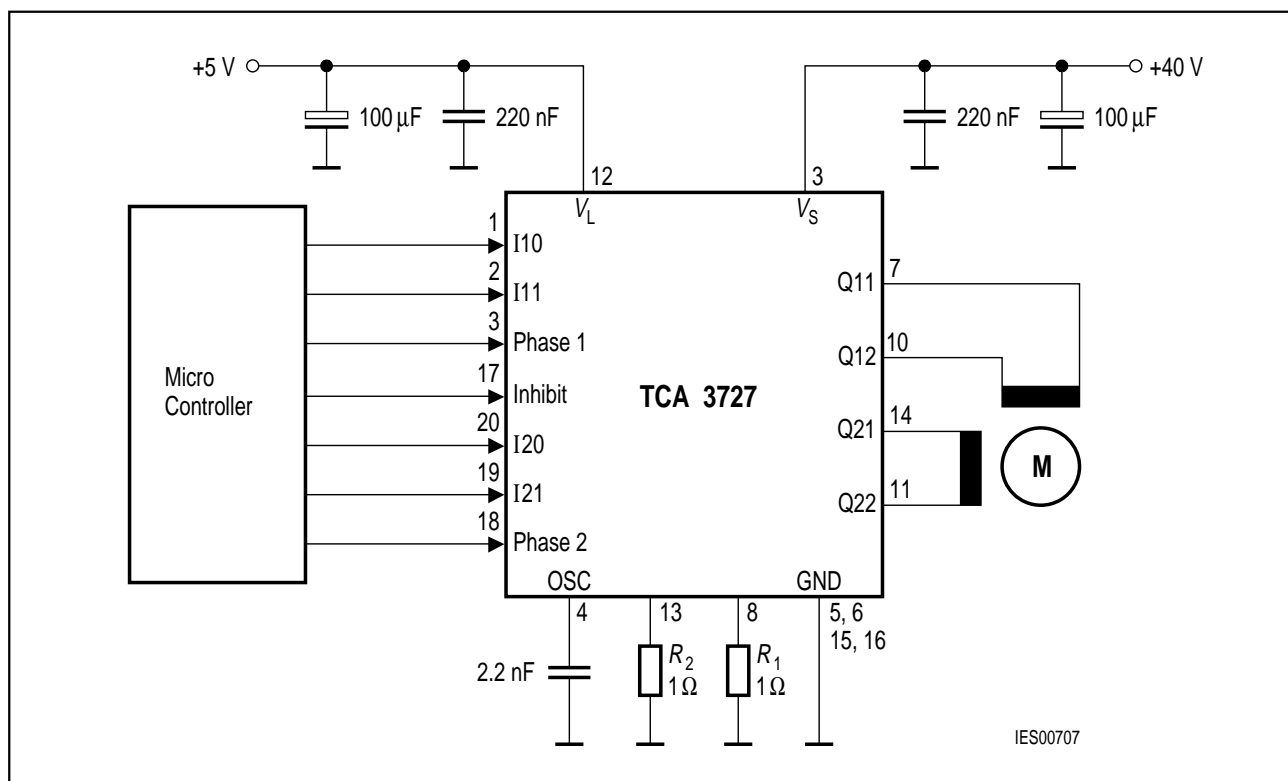 +5 V
+40 V
100 µF
220 nF
220 nF
100 µF
12
3
VL
VS
Micro
Controller
1
I10
2
I11
3
Phase 1
17
Inhibit
20
I20
19
I21
18
Phase 2
TCA 3727
Q11
7
Q12
10
Q21
14
Q22
11
M
OSC
GND
4
13
8
5, 6
15, 16
2.2 nF
R2
1Ω
R1
1Ω
IES00707